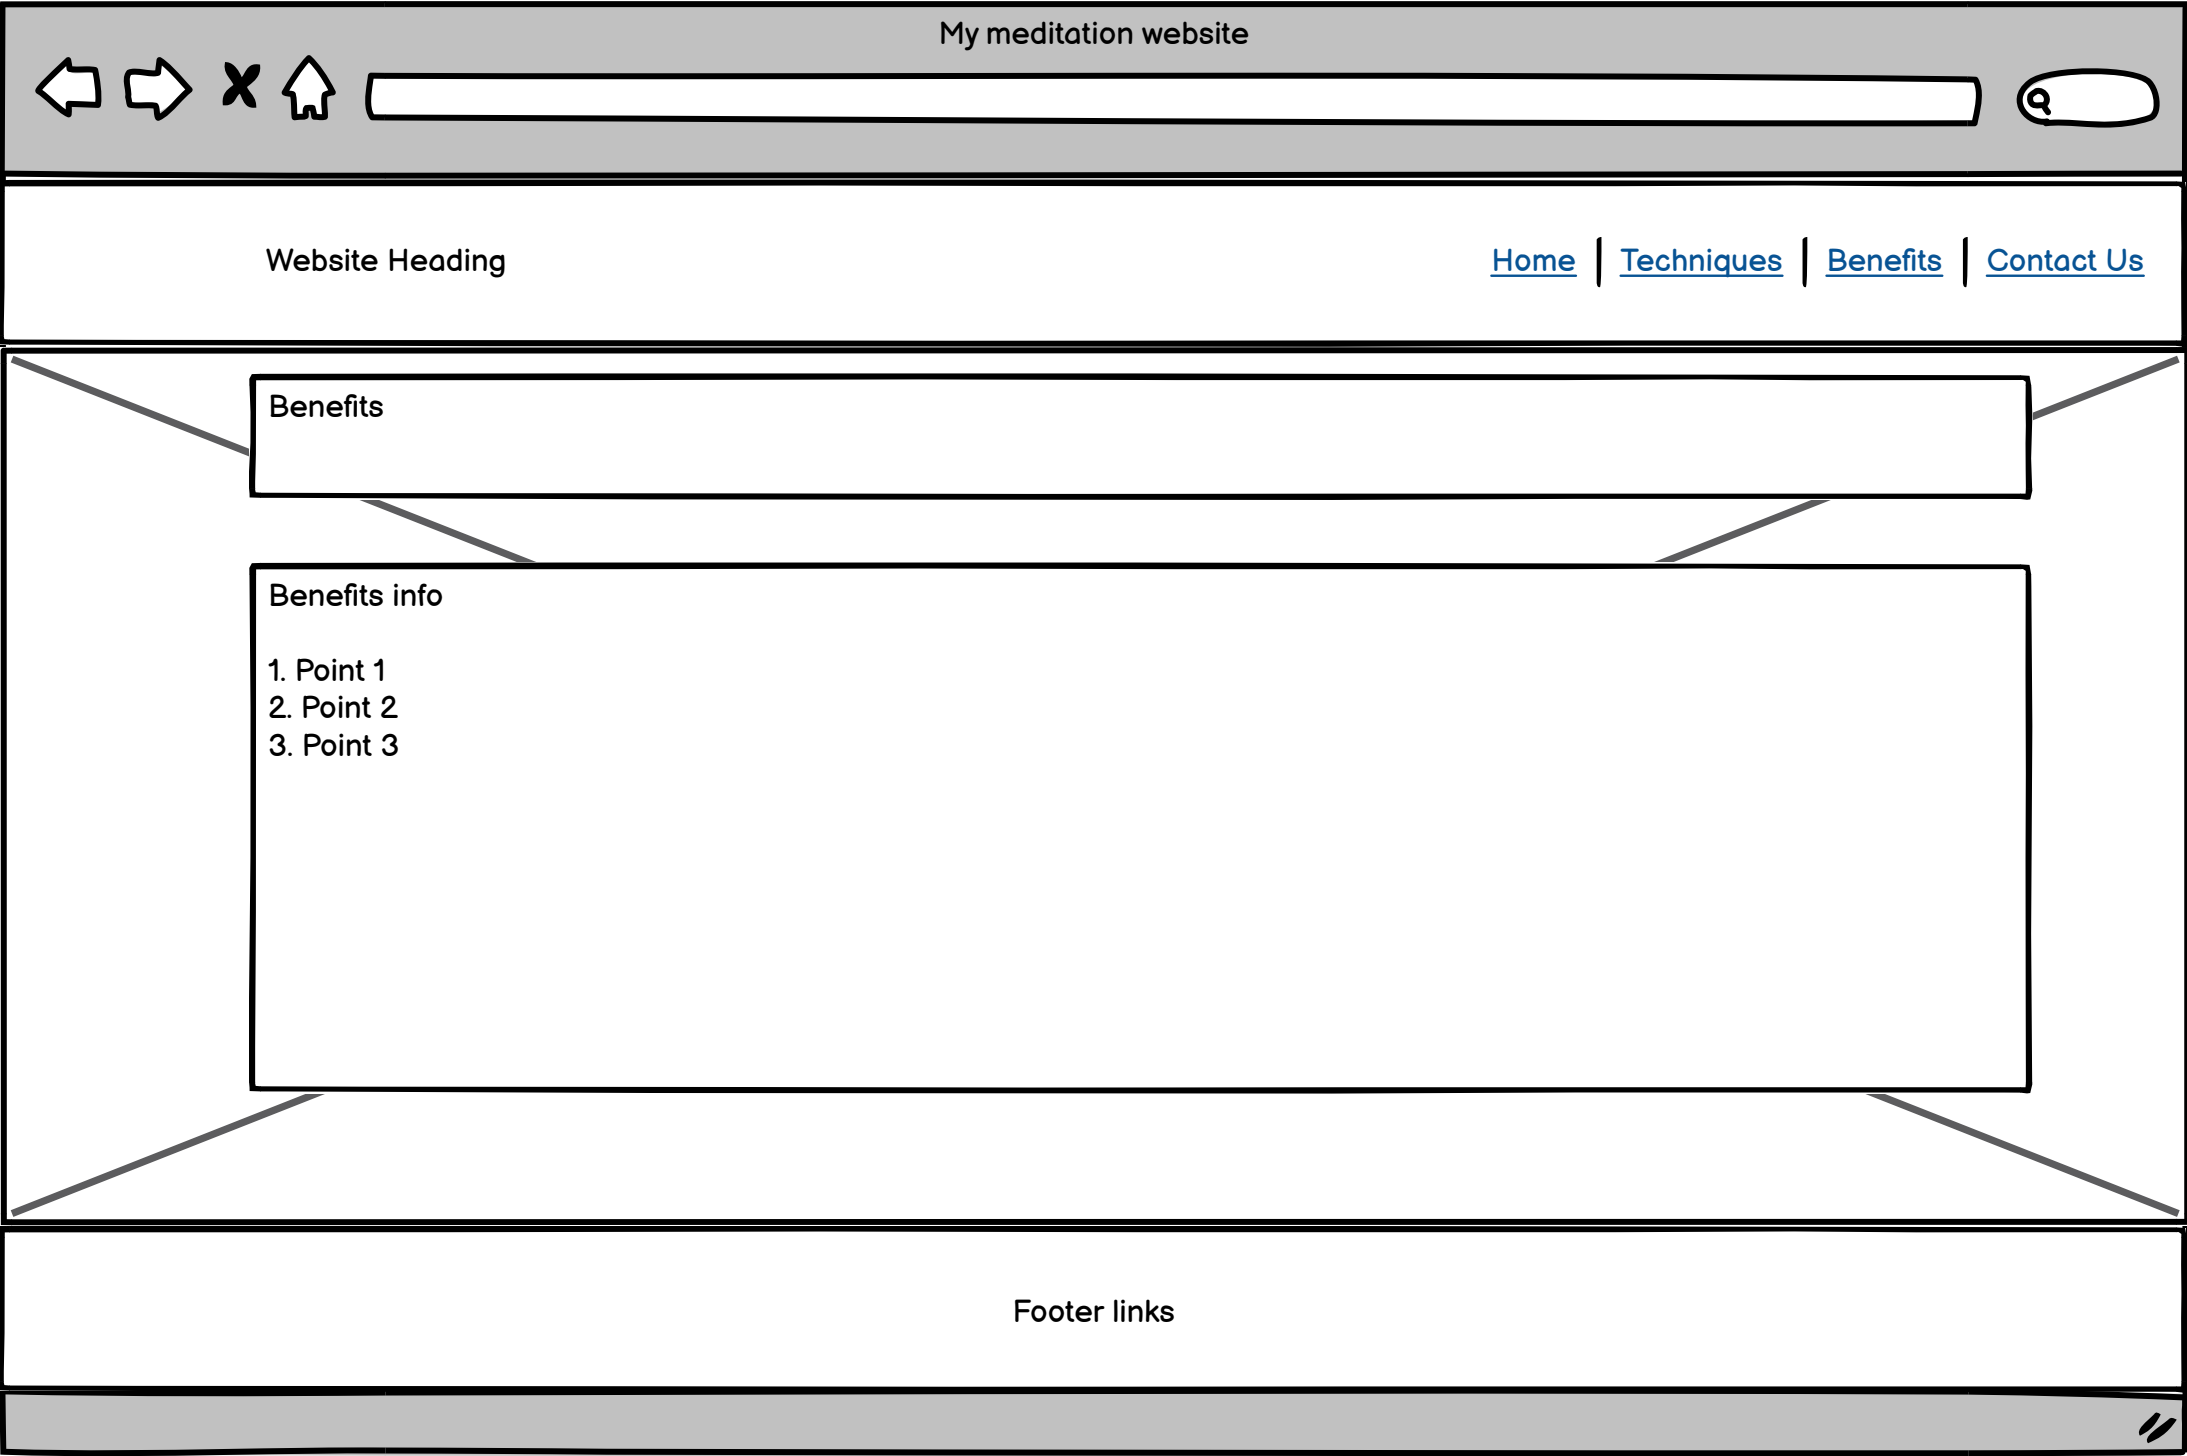 My meditation website
Website Heading
Home | Techniques | Benefits | Contact Us
Benefits
Benefits info
1. Point 1
2. Point 2
3. Point 3
Footer links